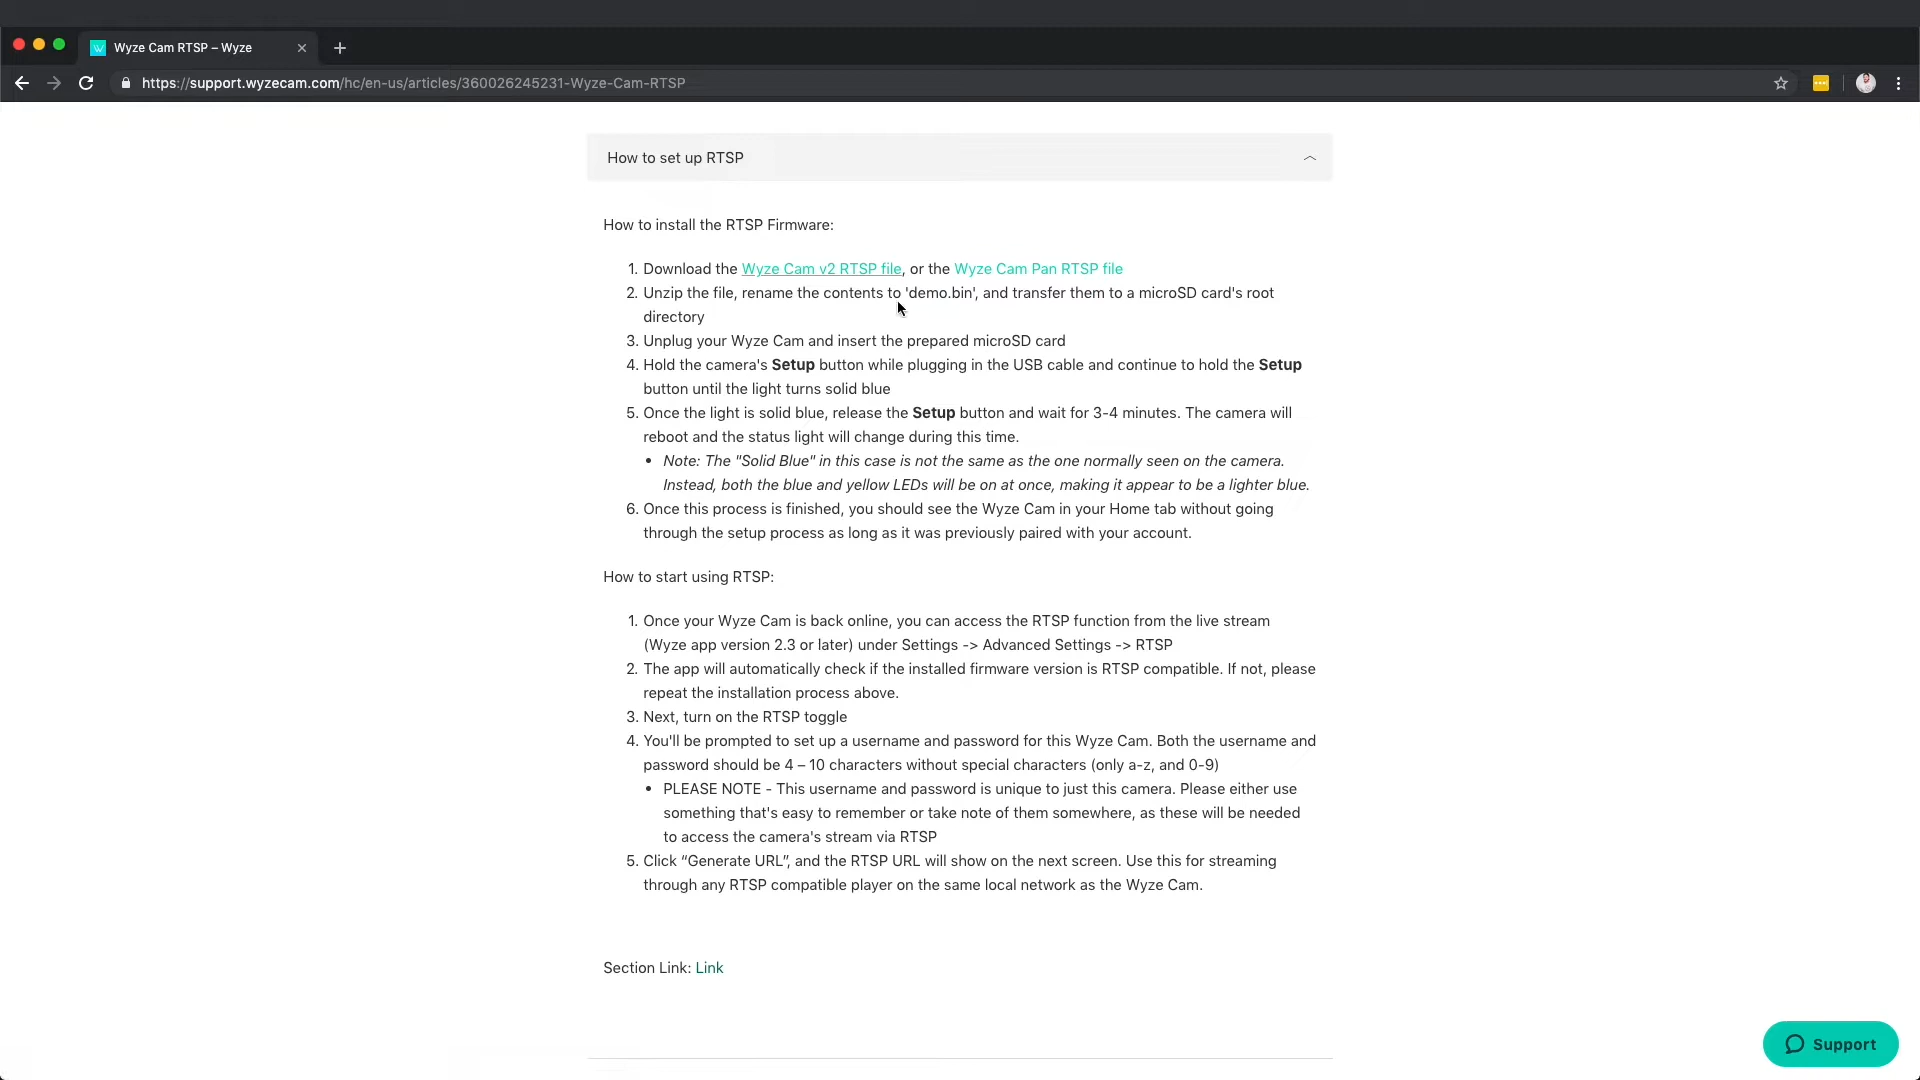 Wyze Cam RTSP – Wyze
https://support.wyzecam.com/hc/en-us/articles/360026245231-Wyze-Cam-RTSP
How to set up RTSP
How to install the RTSP Firmware:
1. Download the Wyze Cam v2 RTSP file, or the Wyze Cam Pan RTSP file
2. Unzip the file, rename the contents to 'demo.bin', and transfer them to a microSD card's root
directory
3. Unplug your Wyze Cam and insert the prepared microSD card
4. Hold the camera's Setup button while plugging in the USB cable and continue to hold the Setup
button until the light turns solid blue
5. Once the light is solid blue, release the Setup button and wait for 3-4 minutes. The camera will
reboot and the status light will change during this time.
• Note: The "Solid Blue" in this case is not the same as the one normally seen on the camera.
Instead, both the blue and yellow LEDs will be on at once, making it appear to be a lighter blue.
6. Once this process is finished, you should see the Wyze Cam in your Home tab without going
through the setup process as long as it was previously paired with your account.
How to start using RTSP:
1. Once your Wyze Cam is back online, you can access the RTSP function from the live stream
(Wyze app version 2.3 or later) under Settings -> Advanced Settings -> RTSP
2. The app will automatically check if the installed firmware version is RTSP compatible. If not, please
repeat the installation process above.
3. Next, turn on the RTSP toggle
4. You'll be prompted to set up a username and password for this Wyze Cam. Both the username and
password should be 4 – 10 characters without special characters (only a-z, and 0-9)
• PLEASE NOTE - This username and password is unique to just this camera. Please either use
something that's easy to remember or take note of them somewhere, as these will be needed
to access the camera's stream via RTSP
5. Click “Generate URL”, and the RTSP URL will show on the next screen. Use this for streaming
through any RTSP compatible player on the same local network as the Wyze Cam.
Section Link: Link
Support